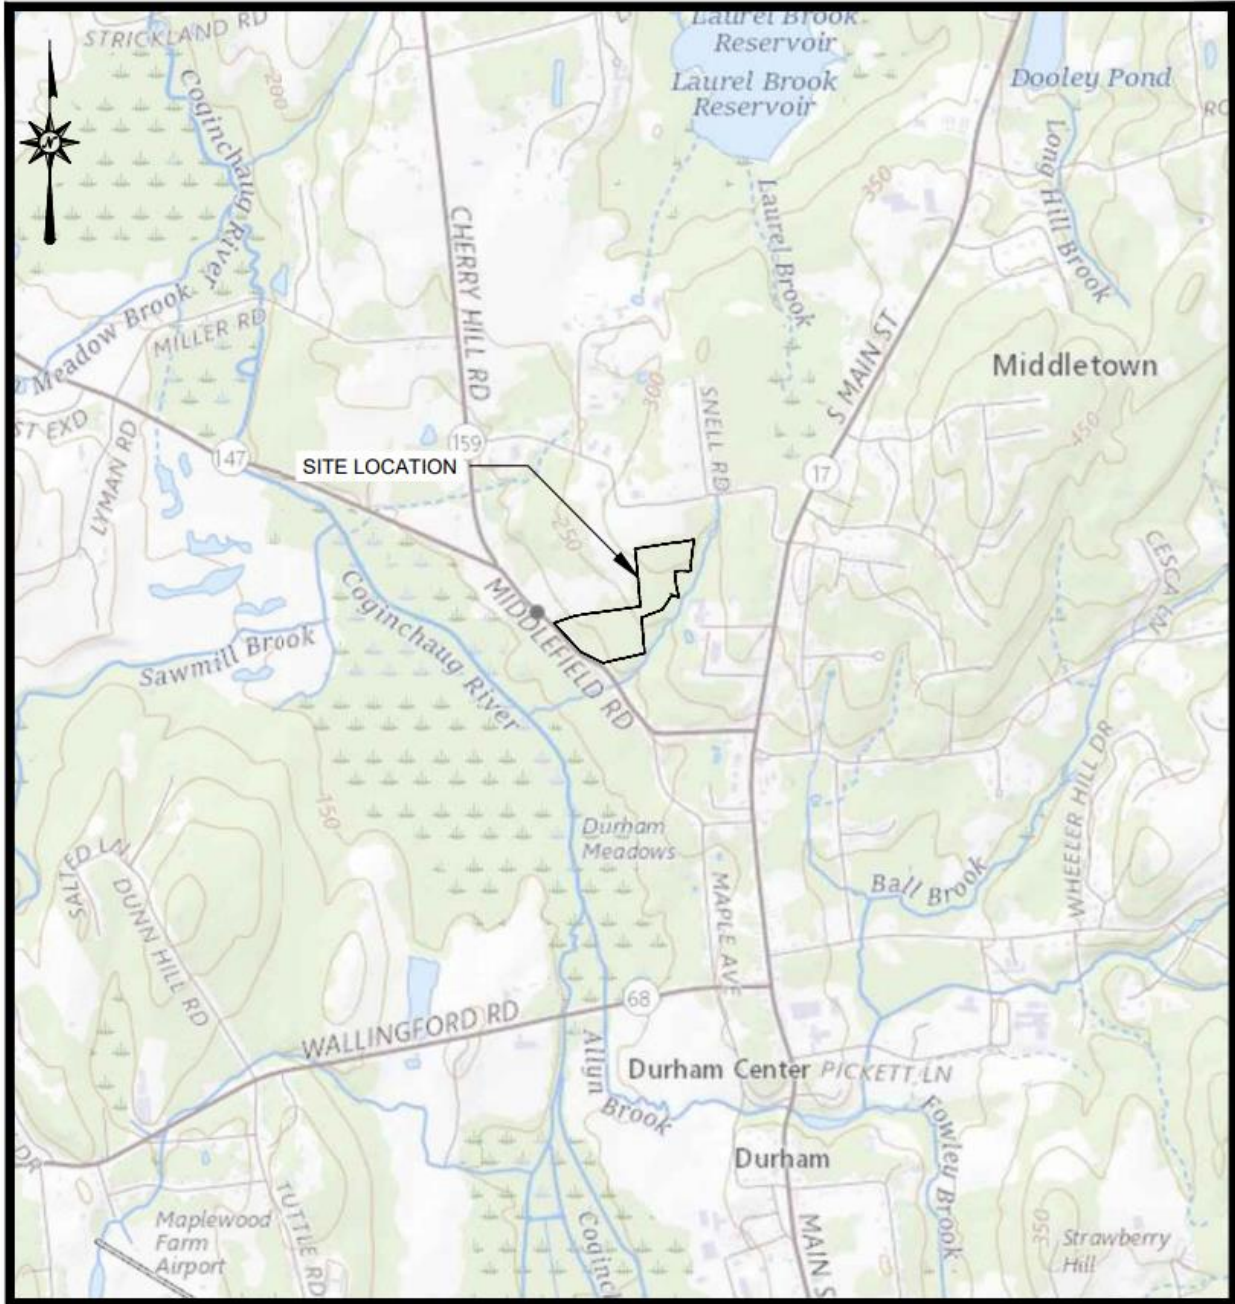 STRICKLAND RD
Laurel Brook
Reservoir
Laurel Brook
Reservoir
Dooley Pond
200
Coginchaug River
N
350
Long Hill Brook
Laurel Brook
CHERRY HILL RD
Meadow Brook
MILLER RD
S MAIN ST
Middletown
300
SNELL RD
ST EXD
LYMAN RD
450
147
159
SITE LOCATION
17
250
CESCA LN
MIDDLEFIELD RD
Coginchaug River
Sawmill Brook
WHEELER HILL DR
150
Durham
Meadows
SALTED LN
DUNN HILL RD
MAPLE AVE
Ball Brook
68
WALLINGFORD RD
Allyn
Brook
Durham Center
PICKETT LN
Fowley Brook
Durham
DR
TUTTLE RD
Maplewood
Farm
Airport
Coginc
MAIN S
350
Strawberry
Hill